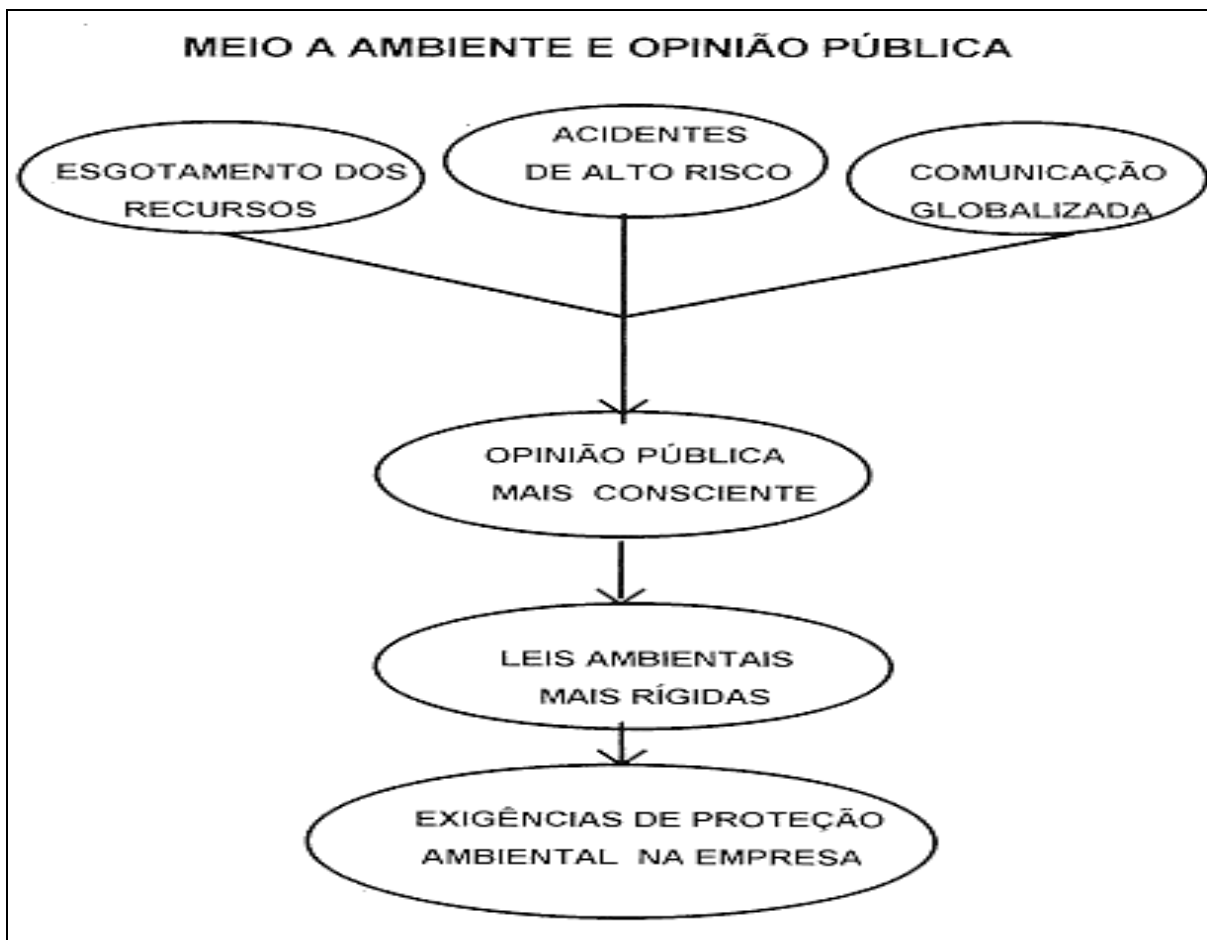 MEIO A AMBIENTE E OPINIÃO PÚBLICA
ESGOTAMENTO DOS
RECURSOS
ACIDENTES
DE ALTO RISCO
COMUNICAÇÃO
GLOBALIZADA
OPINIÃO PÚBLICA
MAIS CONSCIENTE
LEIS AMBIENTAIS
MAIS RÍGIDAS
EXIGÊNCIAS DE PROTEÇÃO
AMBIENTAL NA EMPRESA